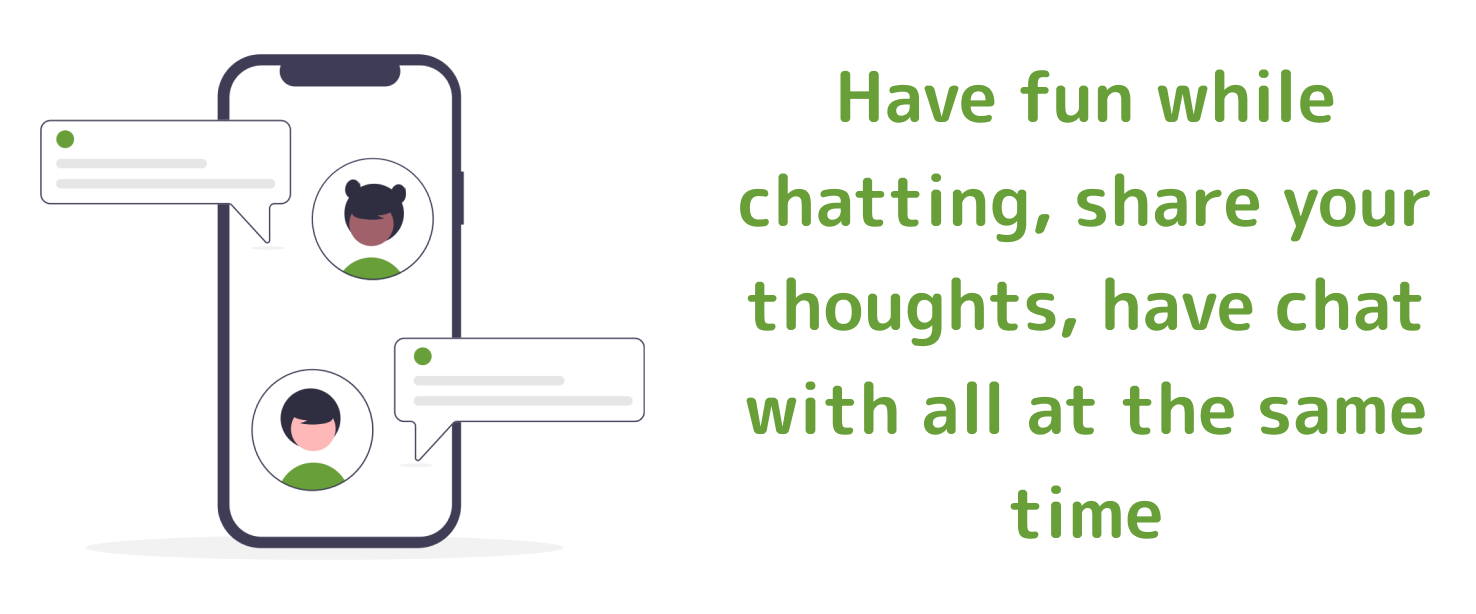 Have fun while
chatting, share your
thoughts, have chat
with all at the same
time